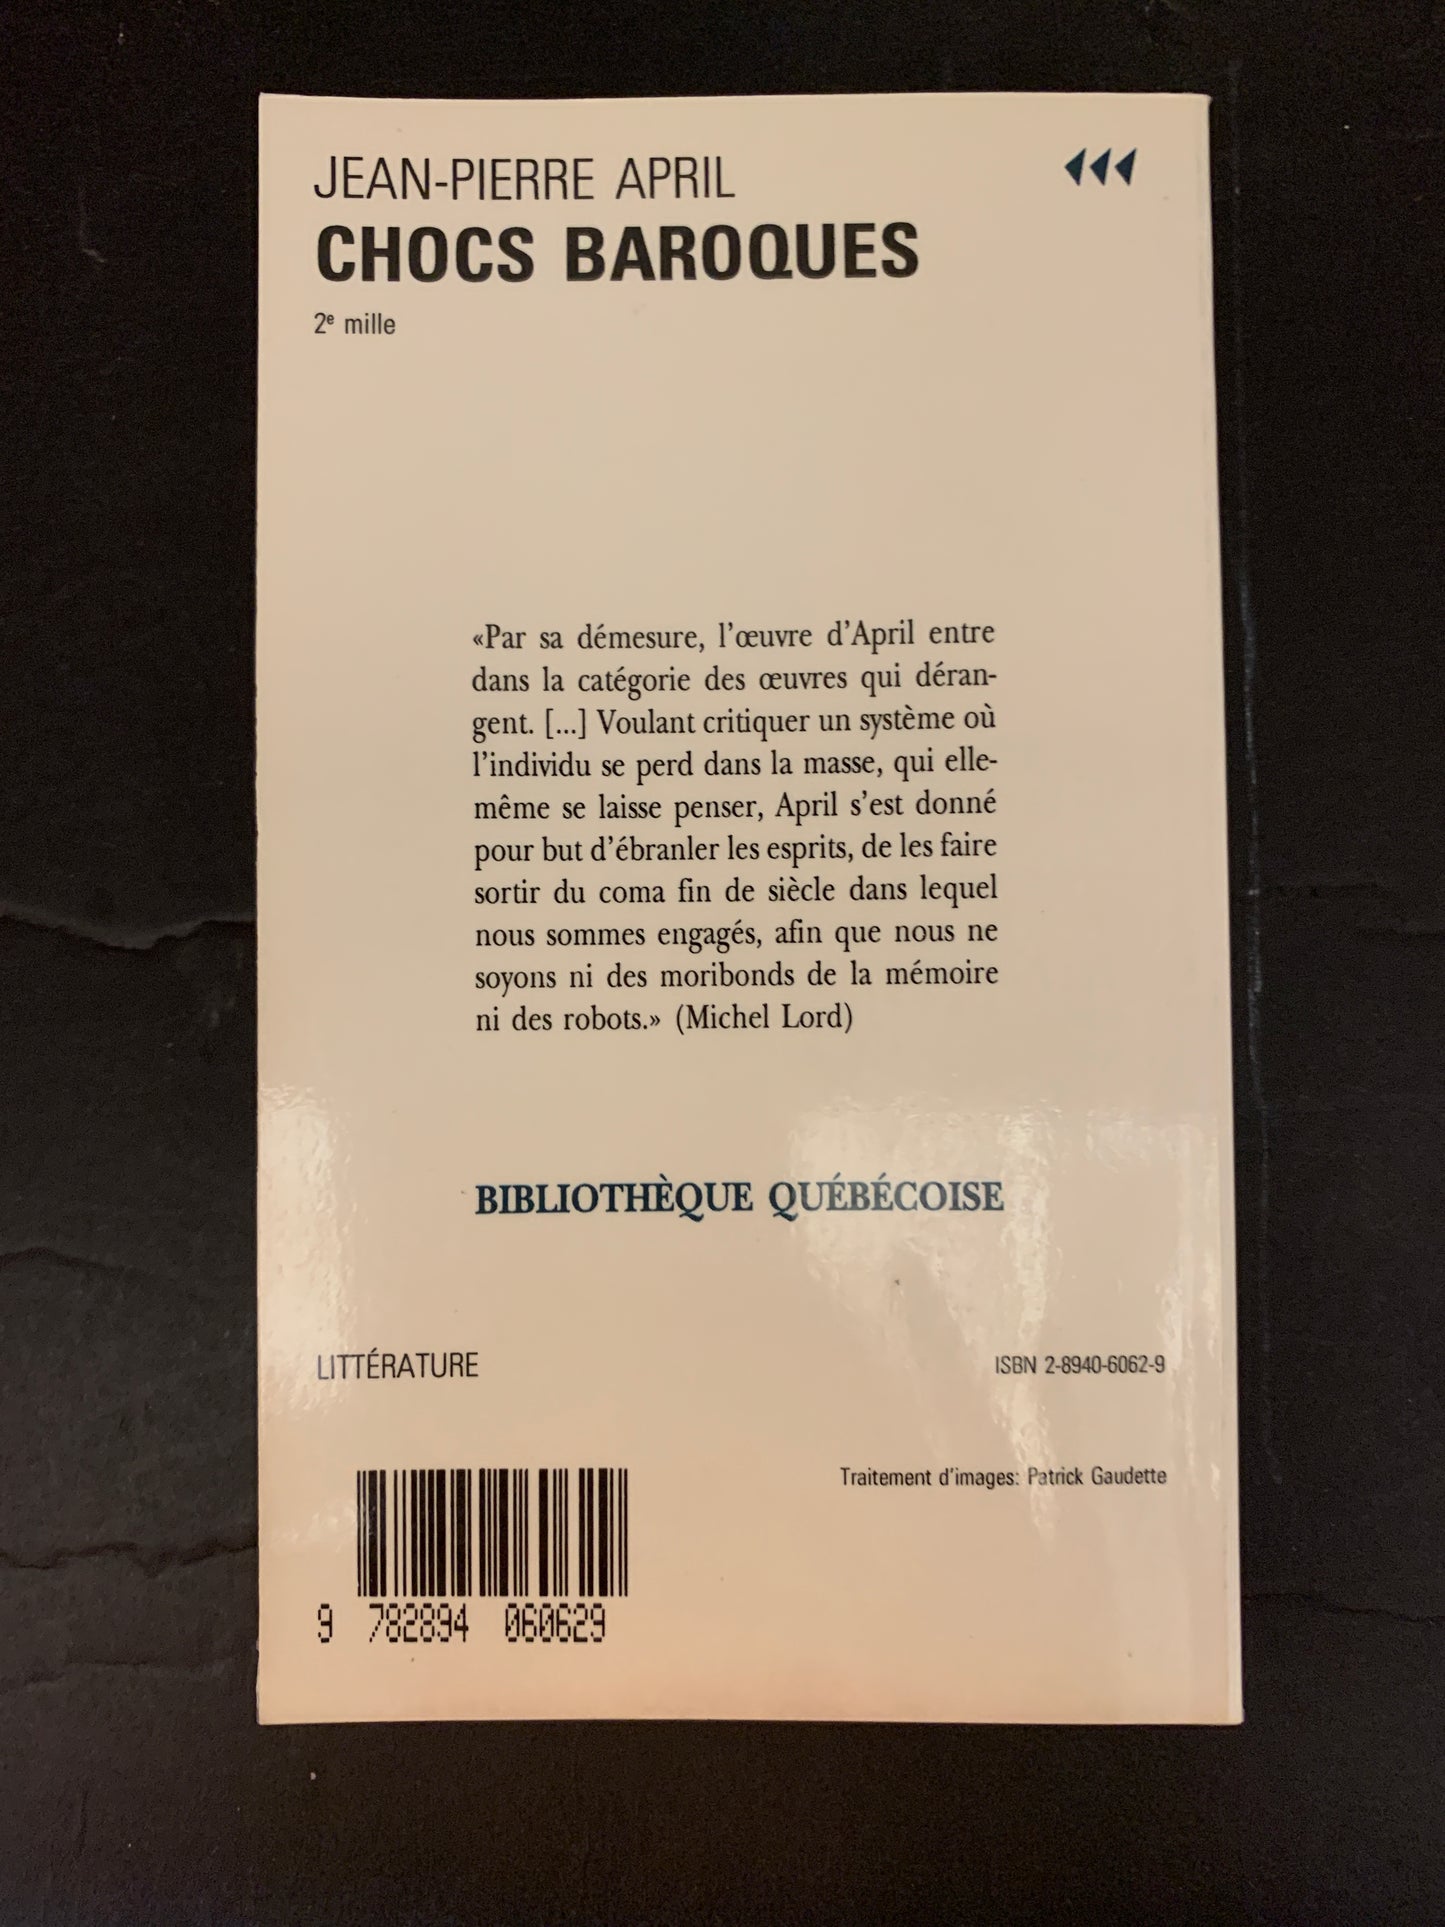 JEAN-PIERRE APRIL
CHOCS BAROQUES
2e mille
«Par sa démesure, l'œuvre d'April entre
dans la catégorie des œuvres qui déran-
gent. [...] Voulant critiquer un système où
l'individu se perd dans la masse, qui elle-
même se laisse penser, April s'est donné
pour but d'ébranler les esprits, de les faire
sortir du coma fin de siècle dans lequel
nous sommes engagés, afin que nous ne
soyons ni des moribonds de la mémoire
ni des robots.» (Michel Lord)
BIBLIOTHÈQUE QUÉBÉCOISE
LITTÉRATURE
ISBN 2-8940-6062-9
Traitement d'images: Patrick Gaudette
9 782894 060629